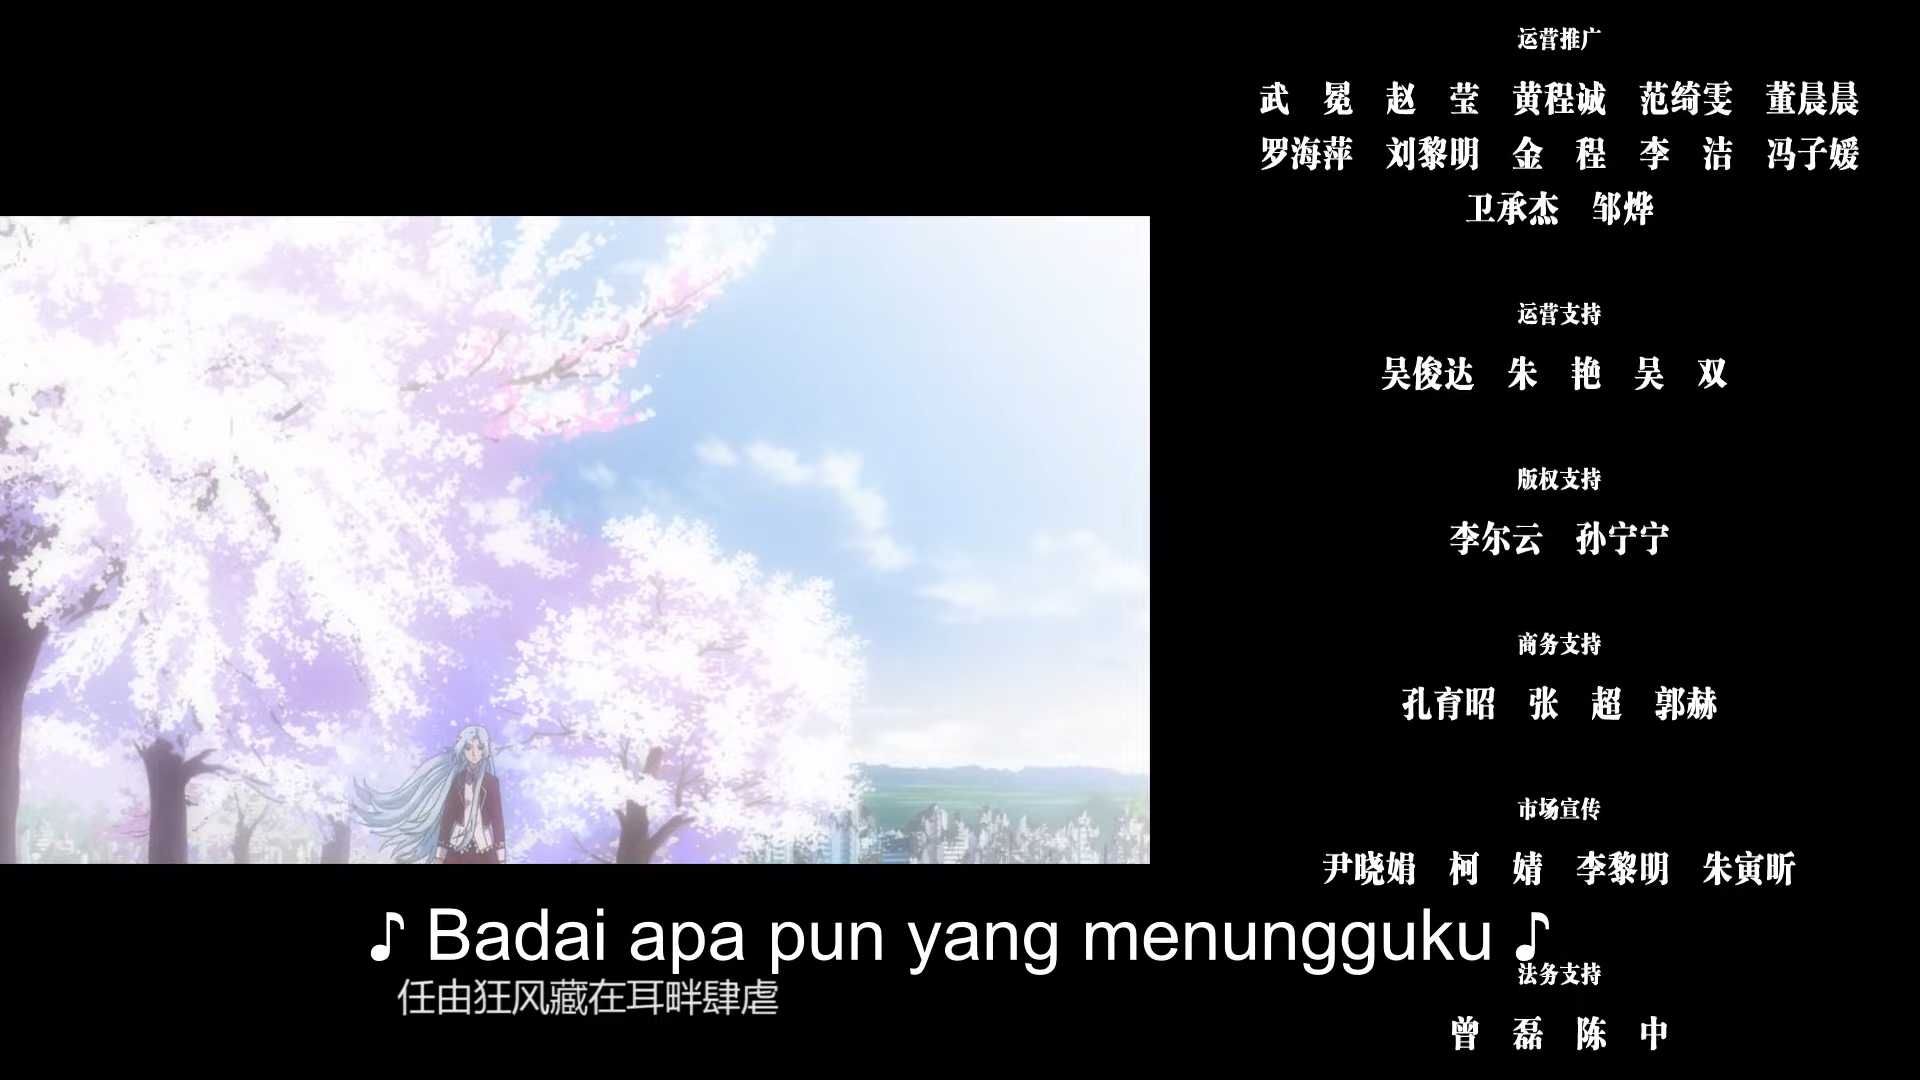 运营推广
武　冕　赵　莹　黄程诚　范绮雯　董晨晨
罗海萍　刘黎明　金　程　李　洁　冯子媛
卫承杰　邹烨
运营支持
吴俊达　朱　艳　吴　双
版权支持
李尔云　孙宁宁
商务支持
孔育昭　张　超　郭赫
市场宣传
尹晓娟　柯　婧　李黎明　朱寅昕
♪ Badai apa pun yang menungguku ♪
任由狂风藏在耳畔肆虐
法务支持
曾　磊　陈　中